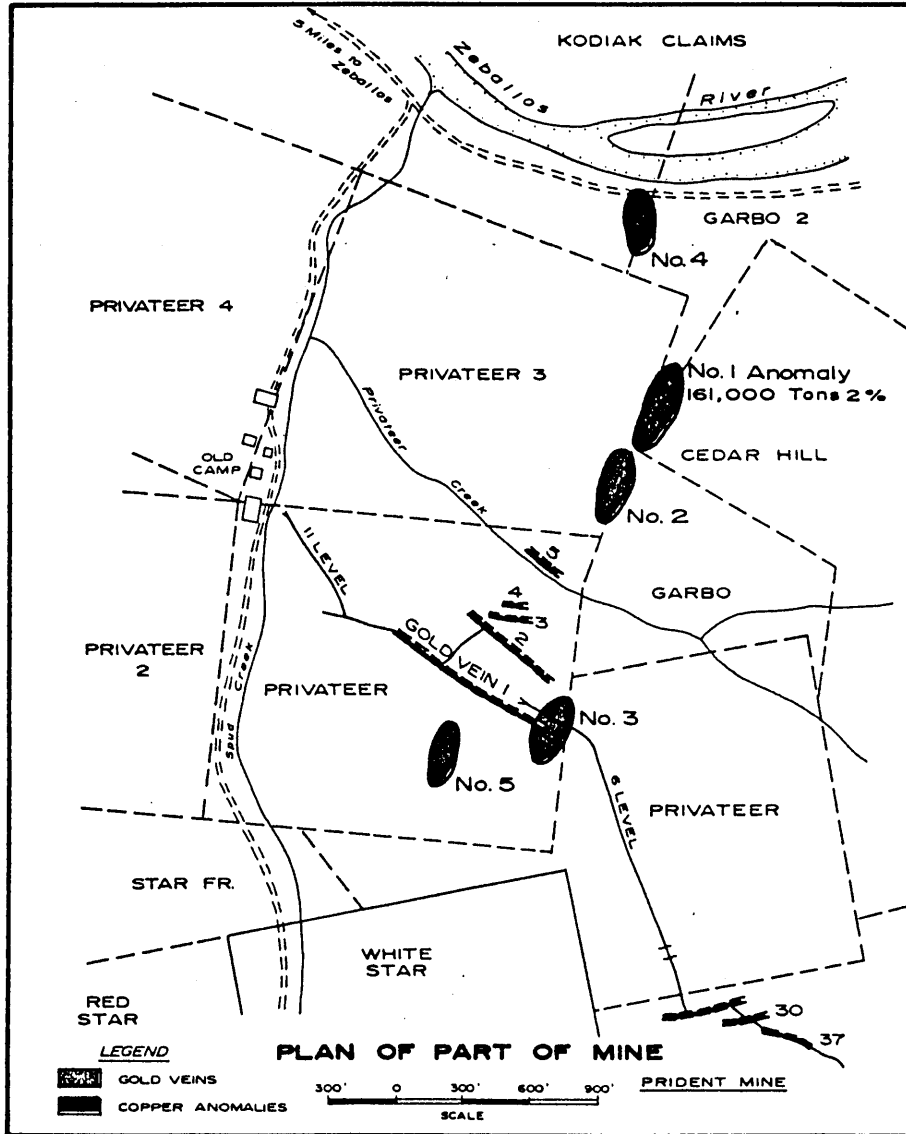 KODIAK CLAIMS
5 Miles to
Zeballos
Zeballos
River
GARBO 2
No. 4
PRIVATEER 4
PRIVATEER 3
No. 1 Anomaly
161,000 Tons 2%
CEDAR HILL
Privateer
Creek
OLD
CAMP
No. 2
11 LEVEL
5
4
3
2
GARBO
GOLD VEIN 1
PRIVATEER
2
Spud Creek
PRIVATEER
No. 3
No. 5
6 LEVEL
PRIVATEER
STAR FR.
WHITE
STAR
RED
STAR
30
37
LEGEND
GOLD VEINS
COPPER ANOMALIES
PLAN OF PART OF MINE
PRIDENT MINE
300' 0 300' 600' 900'
SCALE